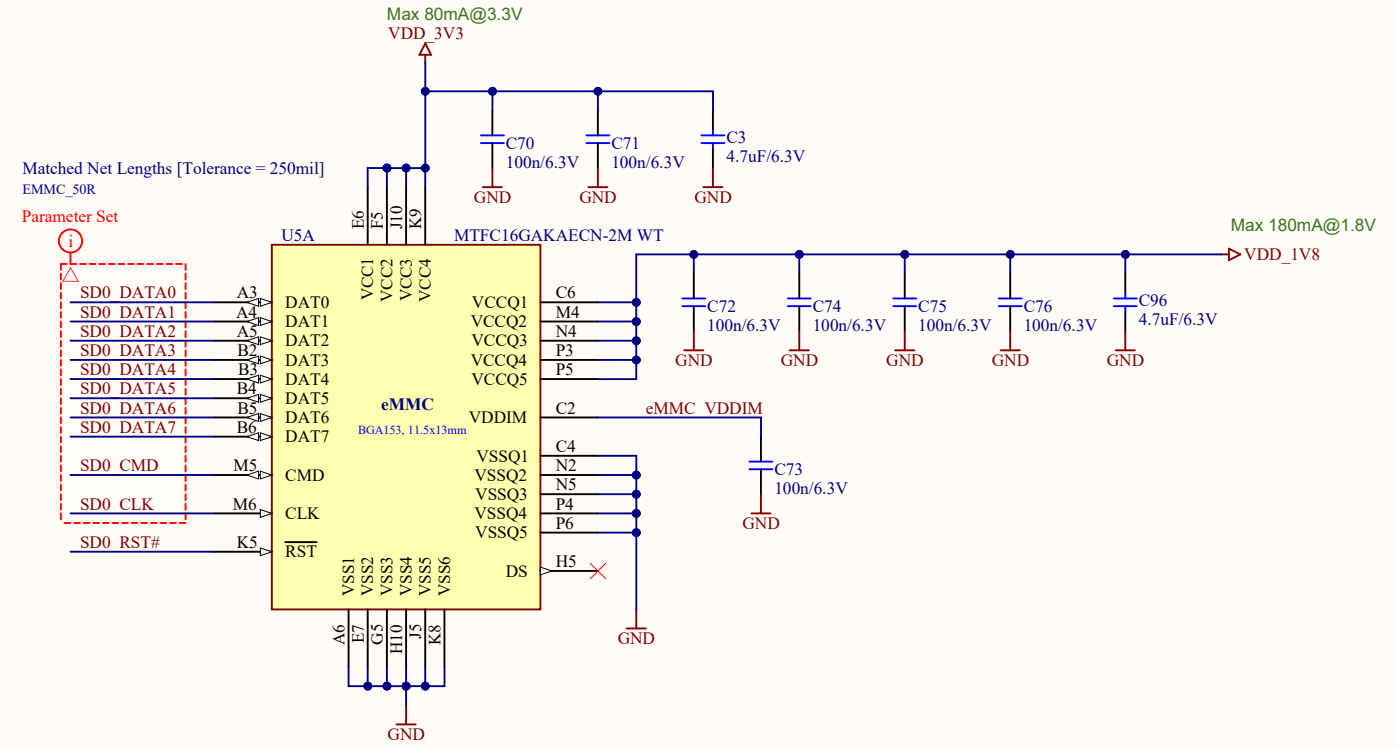 Max 80mA@3.3V
VDD_3V3
C70
100n/6.3V
C71
100n/6.3V
C3
4.7uF/6.3V
GND
GND
GND
Matched Net Lengths [Tolerance = 250mil]
EMMC_50R
Parameter Set
i
E6
F5
J10
K9
U5A
MTFC16GAKAECN-2M WT
Max 180mA@1.8V
VDD_1V8
VCC1
VCC2
VCC3
VCC4
SD0_DATA0
A3
DAT0
SD0_DATA1
A4
DAT1
SD0_DATA2
A5
DAT2
SD0_DATA3
B2
DAT3
SD0_DATA4
B3
DAT4
SD0_DATA5
B4
DAT5
SD0_DATA6
B5
DAT6
SD0_DATA7
B6
DAT7
SD0_CMD
M5
CMD
SD0_CLK
M6
CLK
SD0_RST#
K5
RST
eMMC
BGA153, 11.5x13mm
VCCQ1
C6
VCCQ2
M4
VCCQ3
N4
VCCQ4
P3
VCCQ5
P5
VDDIM
C2
eMMC_VDDIM
VSSQ1
C4
VSSQ2
N2
VSSQ3
N5
VSSQ4
P4
VSSQ5
P6
DS
H5
C72
100n/6.3V
C74
100n/6.3V
C75
100n/6.3V
C76
100n/6.3V
C96
4.7uF/6.3V
GND
GND
GND
GND
GND
C73
100n/6.3V
GND
GND
VSS1
VSS2
VSS3
VSS4
VSS5
VSS6
A6
E7
G5
H10
J5
K8
GND